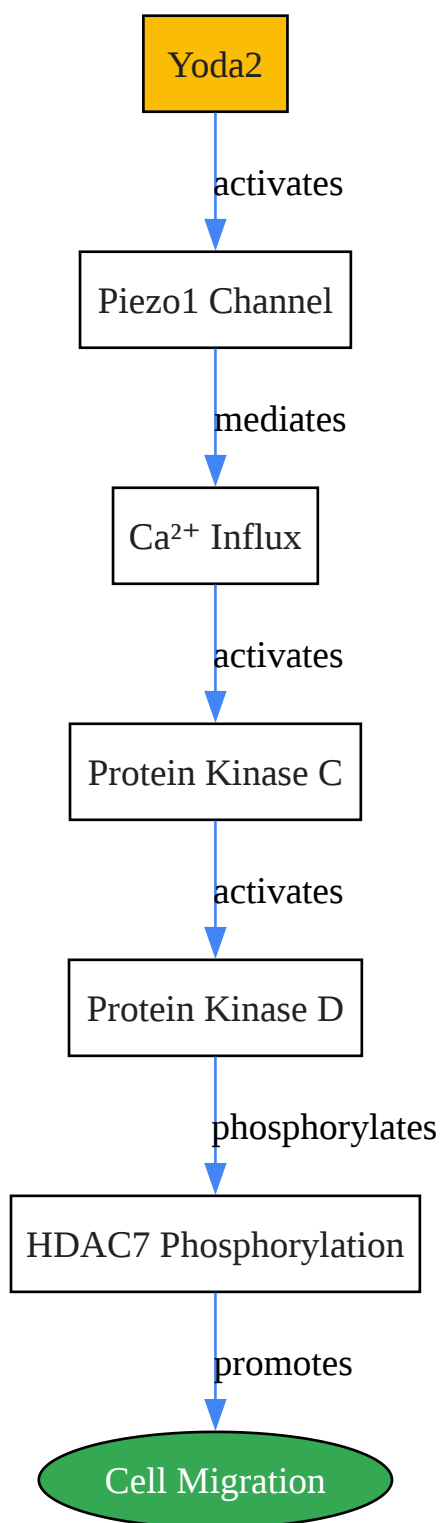 Yoda2
activates
Piezo1 Channel
mediates
Ca²⁺ Influx
activates
Protein Kinase C
activates
Protein Kinase D
phosphorylates
HDAC7 Phosphorylation
promotes
Cell Migration